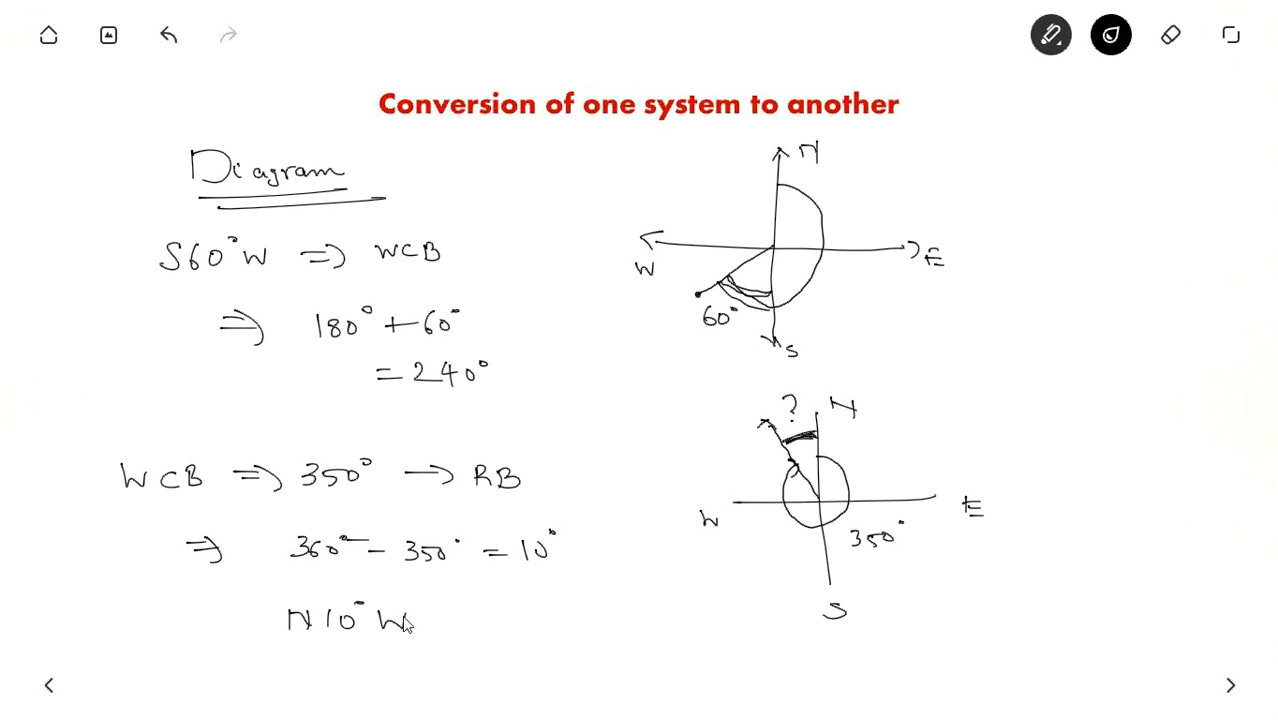 Conversion of one system to another
Diagram
S60°W ⇒ WCB
⇒ 180° + 60°
= 240°
N
W
E
60°
S
WCB ⇒ 350° → RB
⇒ 360° - 350° = 10°
N10°W
?
N
W
E
350°
S